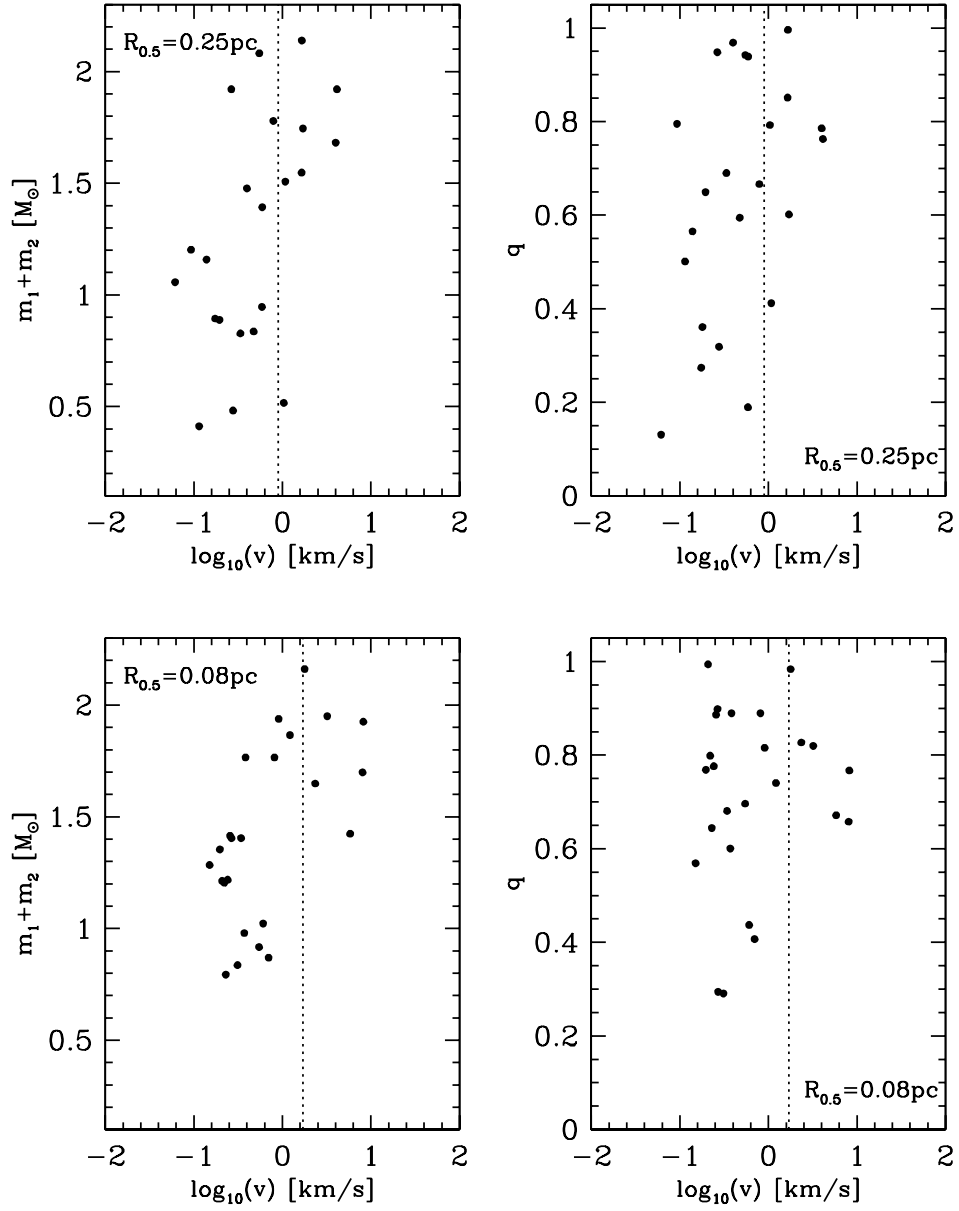 R₀.₅=0.25pc
2
1.5
1
0.5
m₁+m₂ [M⊙]
−2 −1 0 1 2
log₁₀(v) [km/s]
1
0.8
0.6
0.4
0.2
0
q
R₀.₅=0.25pc
−2 −1 0 1 2
log₁₀(v) [km/s]
R₀.₅=0.08pc
2
1.5
1
0.5
m₁+m₂ [M⊙]
−2 −1 0 1 2
log₁₀(v) [km/s]
1
0.8
0.6
0.4
0.2
0
q
R₀.₅=0.08pc
−2 −1 0 1 2
log₁₀(v) [km/s]